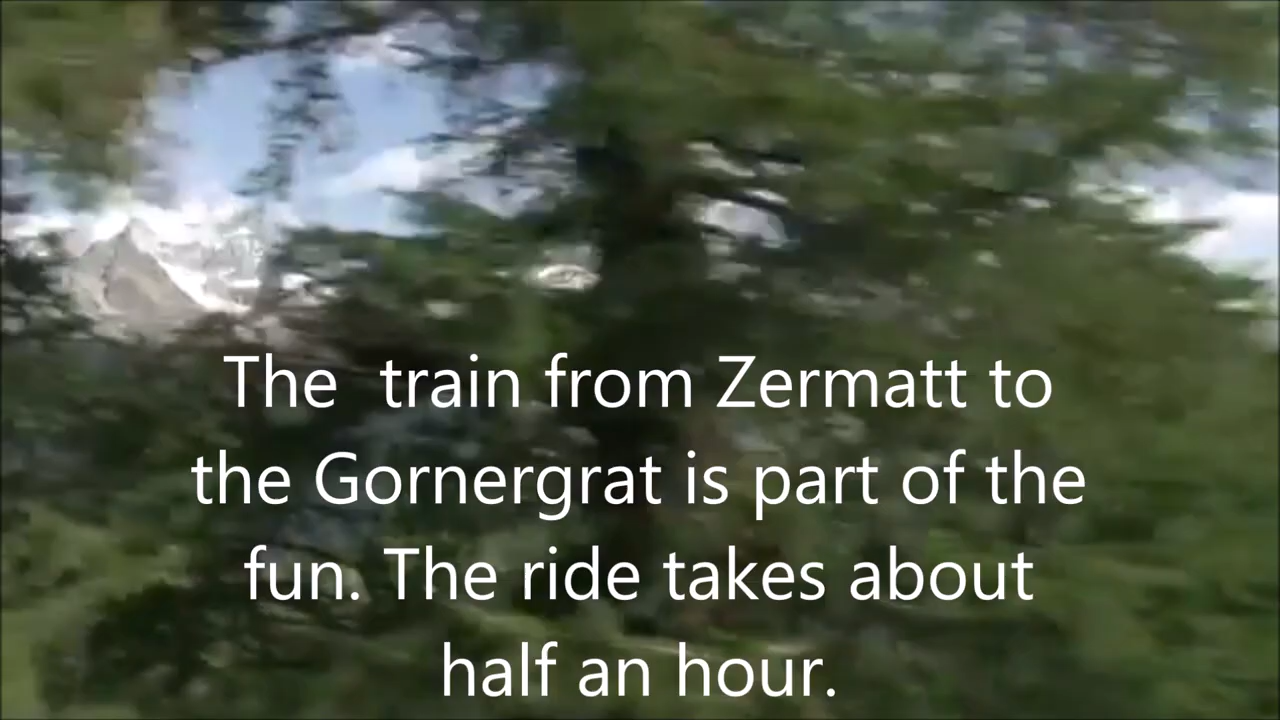 The  train from Zermatt to
the Gornergrat is part of the
fun. The ride takes about
half an hour.